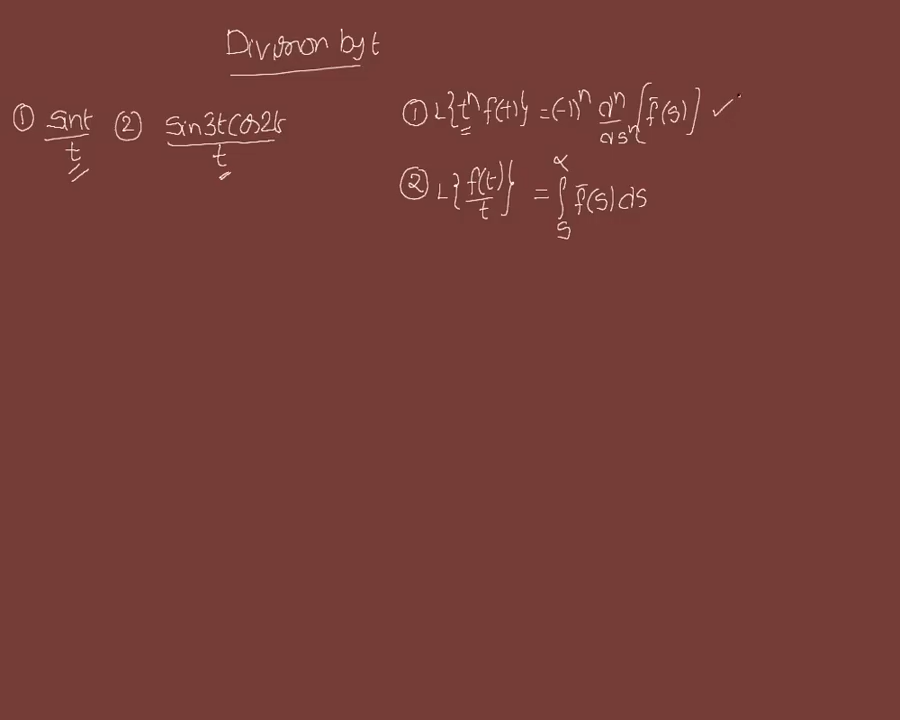 Division by t
① sint/t ② sin3t cos2t/t
① L{tⁿ f(t)} = (-1)ⁿ dⁿ/dsⁿ [f̄(s)] ✓
② L{f(t)/t} = ∫ₛ^∞ f̄(s) ds